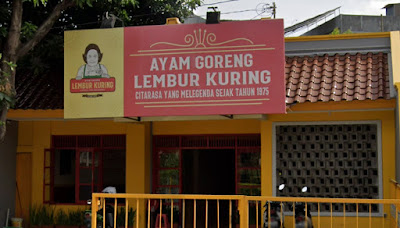 LEMBUR KURING
AYAM GORENG
LEMBUR KURING
CITARASA YANG MELEGENDA SEJAK TAHUN 1975